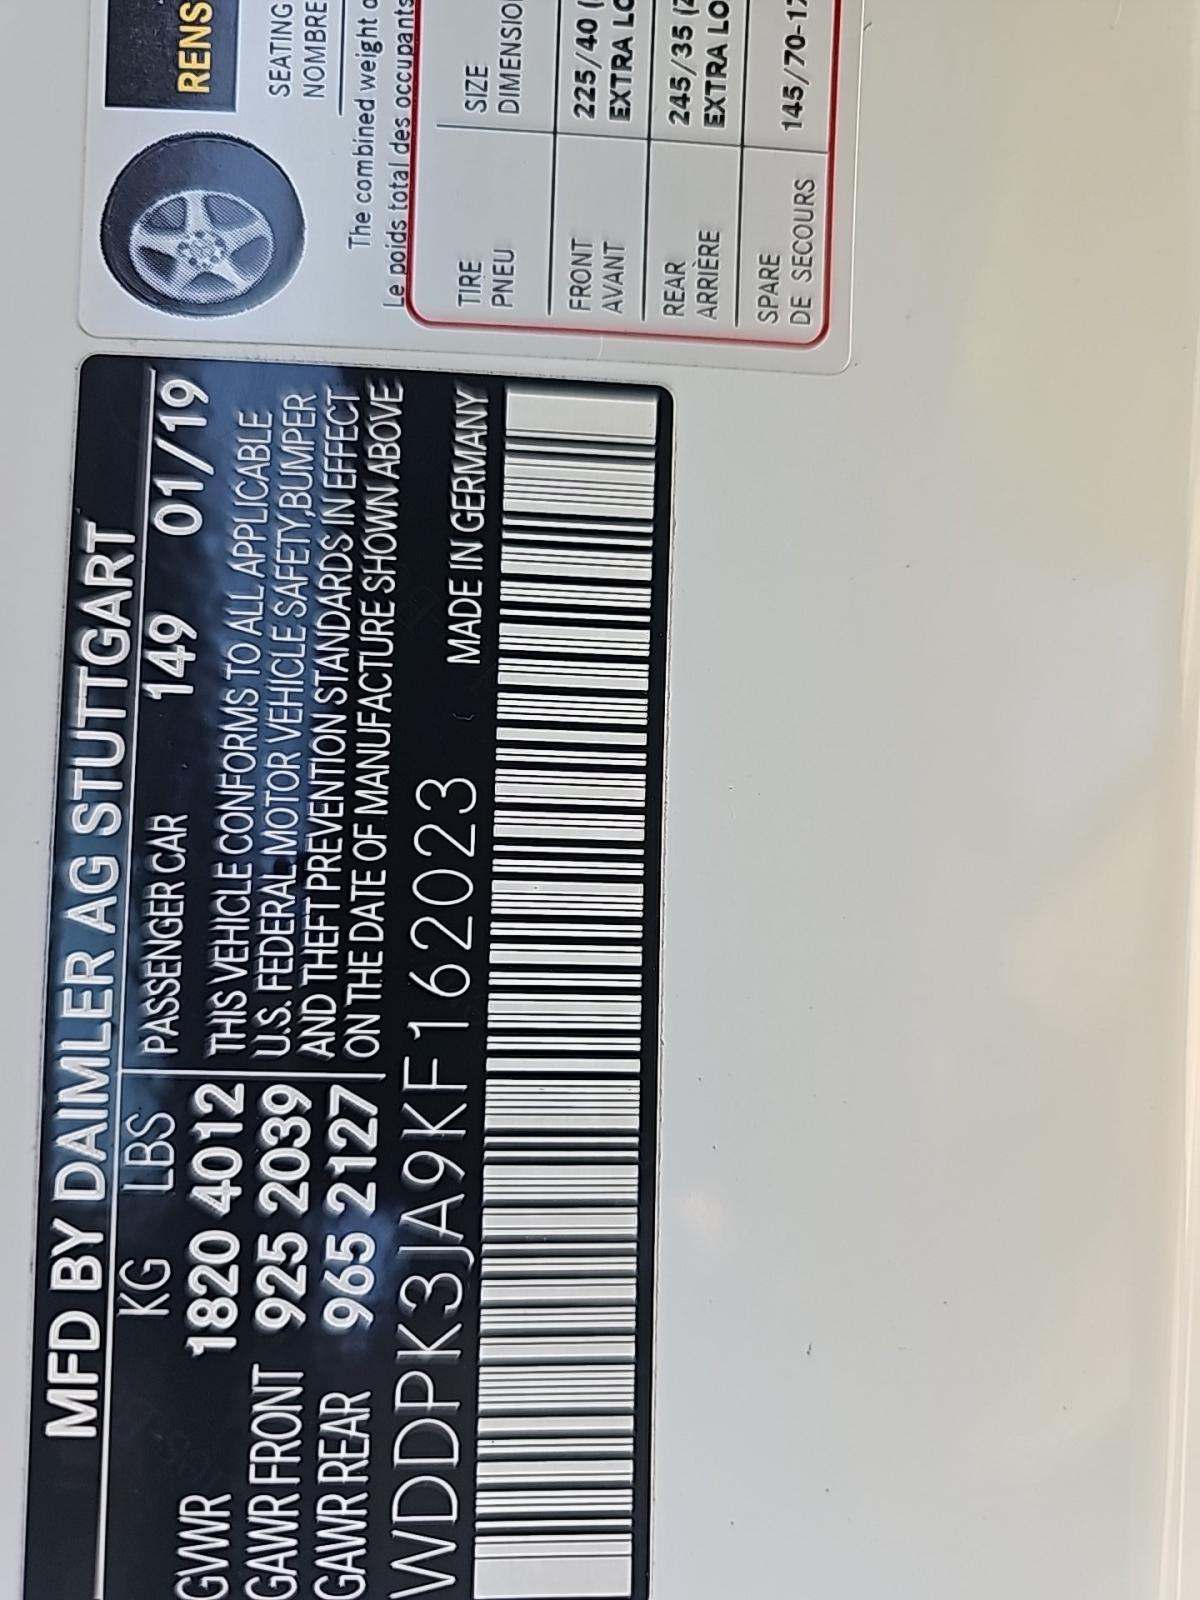 MFD BY DAIMLER AG STUTTGART
KG LBS PASSENGER CAR 149 01/19
GVWR 1820 4012 THIS VEHICLE CONFORMS TO ALL APPLICABLE
GAWR FRONT 925 2039 U.S. FEDERAL MOTOR VEHICLE SAFETY,BUMPER
GAWR REAR 965 2127 AND THEFT PREVENTION STANDARDS IN EFFECT
ON THE DATE OF MANUFACTURE SHOWN ABOVE
WDDPK3JA9KF162023 MADE IN GERMANY
RENS
SEATING
NOMBRE
The combined weight o
Le poids total des occupants
TIRE SIZE
PNEU DIMENSIO
FRONT 225/40 (
AVANT EXTRA LO
REAR 245/35 (Z
ARRIÈRE EXTRA LO
SPARE 145/70-17
DE SECOURS